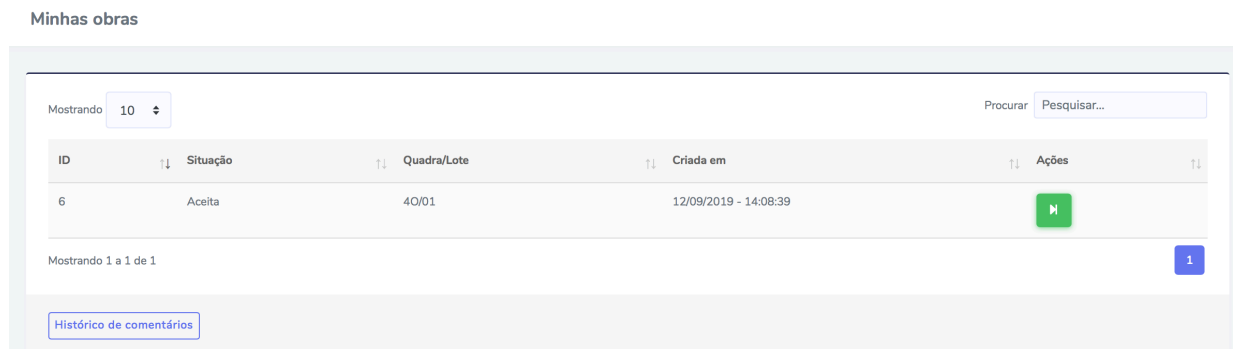 Minhas obras
Mostrando 10 Procurar Pesquisar...
ID Situação Quadra/Lote Criada em Ações
6 Aceita 4O/01 12/09/2019 - 14:08:39
Mostrando 1 a 1 de 1 1
Histórico de comentários